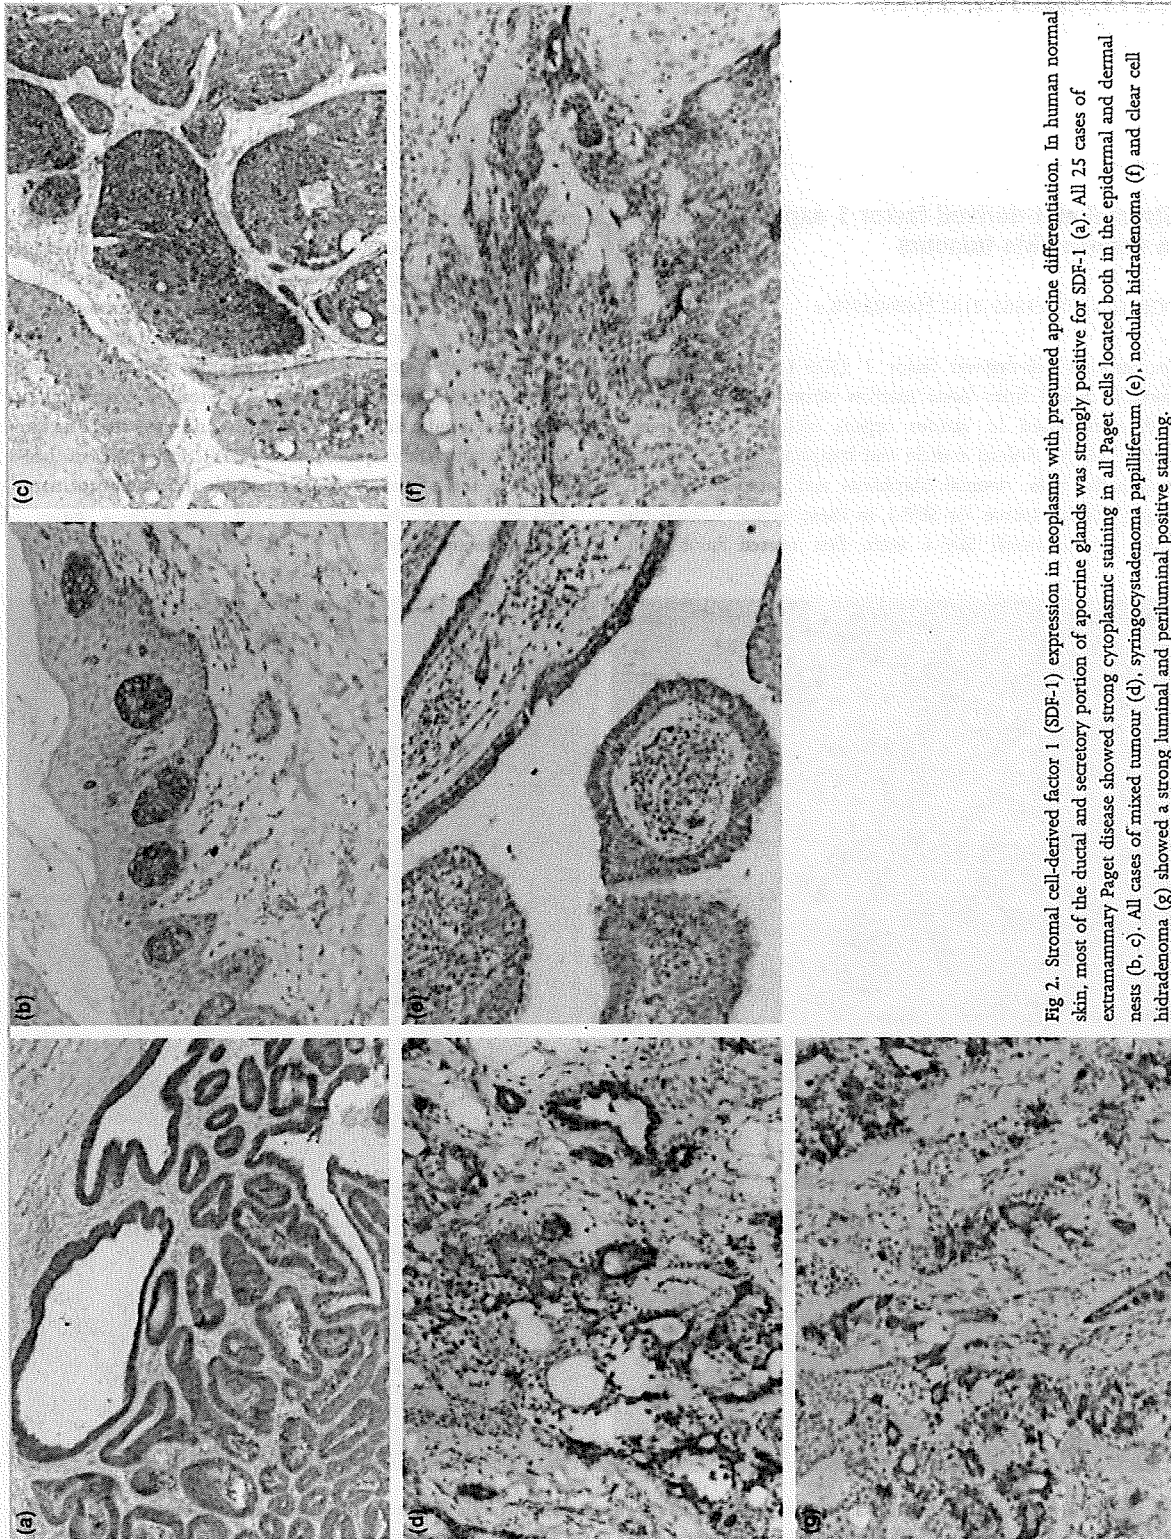 (a)
(b)
(c)
(d)
(e)
(f)
(g)
Fig 2. Stromal cell-derived factor 1 (SDF-1) expression in neoplasms with presumed apocrine differentiation. In human normal
skin, most of the ductal and secretory portion of apocrine glands was strongly positive for SDF-1 (a). All 25 cases of
extramammary Paget disease showed strong cytoplasmic staining in all Paget cells located both in the epidermal and dermal
nests (b, c). All cases of mixed tumour (d), syringocystadenoma papilliferum (e), nodular hidradenoma (f) and clear cell
hidradenoma (g) showed a strong luminal and periluminal positive staining.